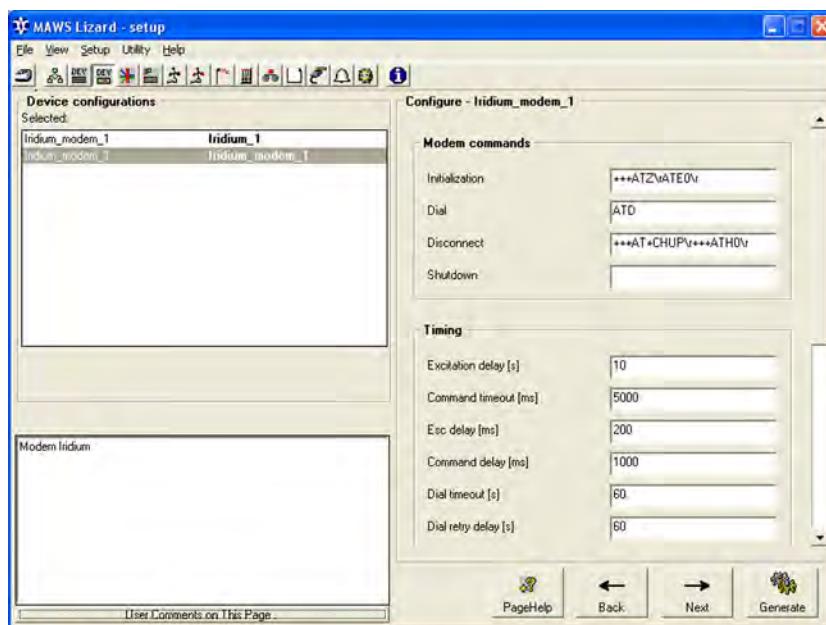 MAWS Lizard - setup
File View Setup Utility Help
DEV DEV
Device configurations
Selected:
Iridium_modem_1 Iridium_1
Iridium_modem_1 Iridium_modem_1
Modem Iridium
User Comments on This Page
Configure - Iridium_modem_1
Modem commands
Initialization +++ATZ\rATE0\r
Dial ATD
Disconnect +++AT+CHUP\r+++ATH0\r
Shutdown
Timing
Excitation delay [s] 10
Command timeout [ms] 5000
Esc delay [ms] 200
Command delay [ms] 1000
Dial timeout [s] 60
Dial retry delay [s] 60
PageHelp Back Next Generate